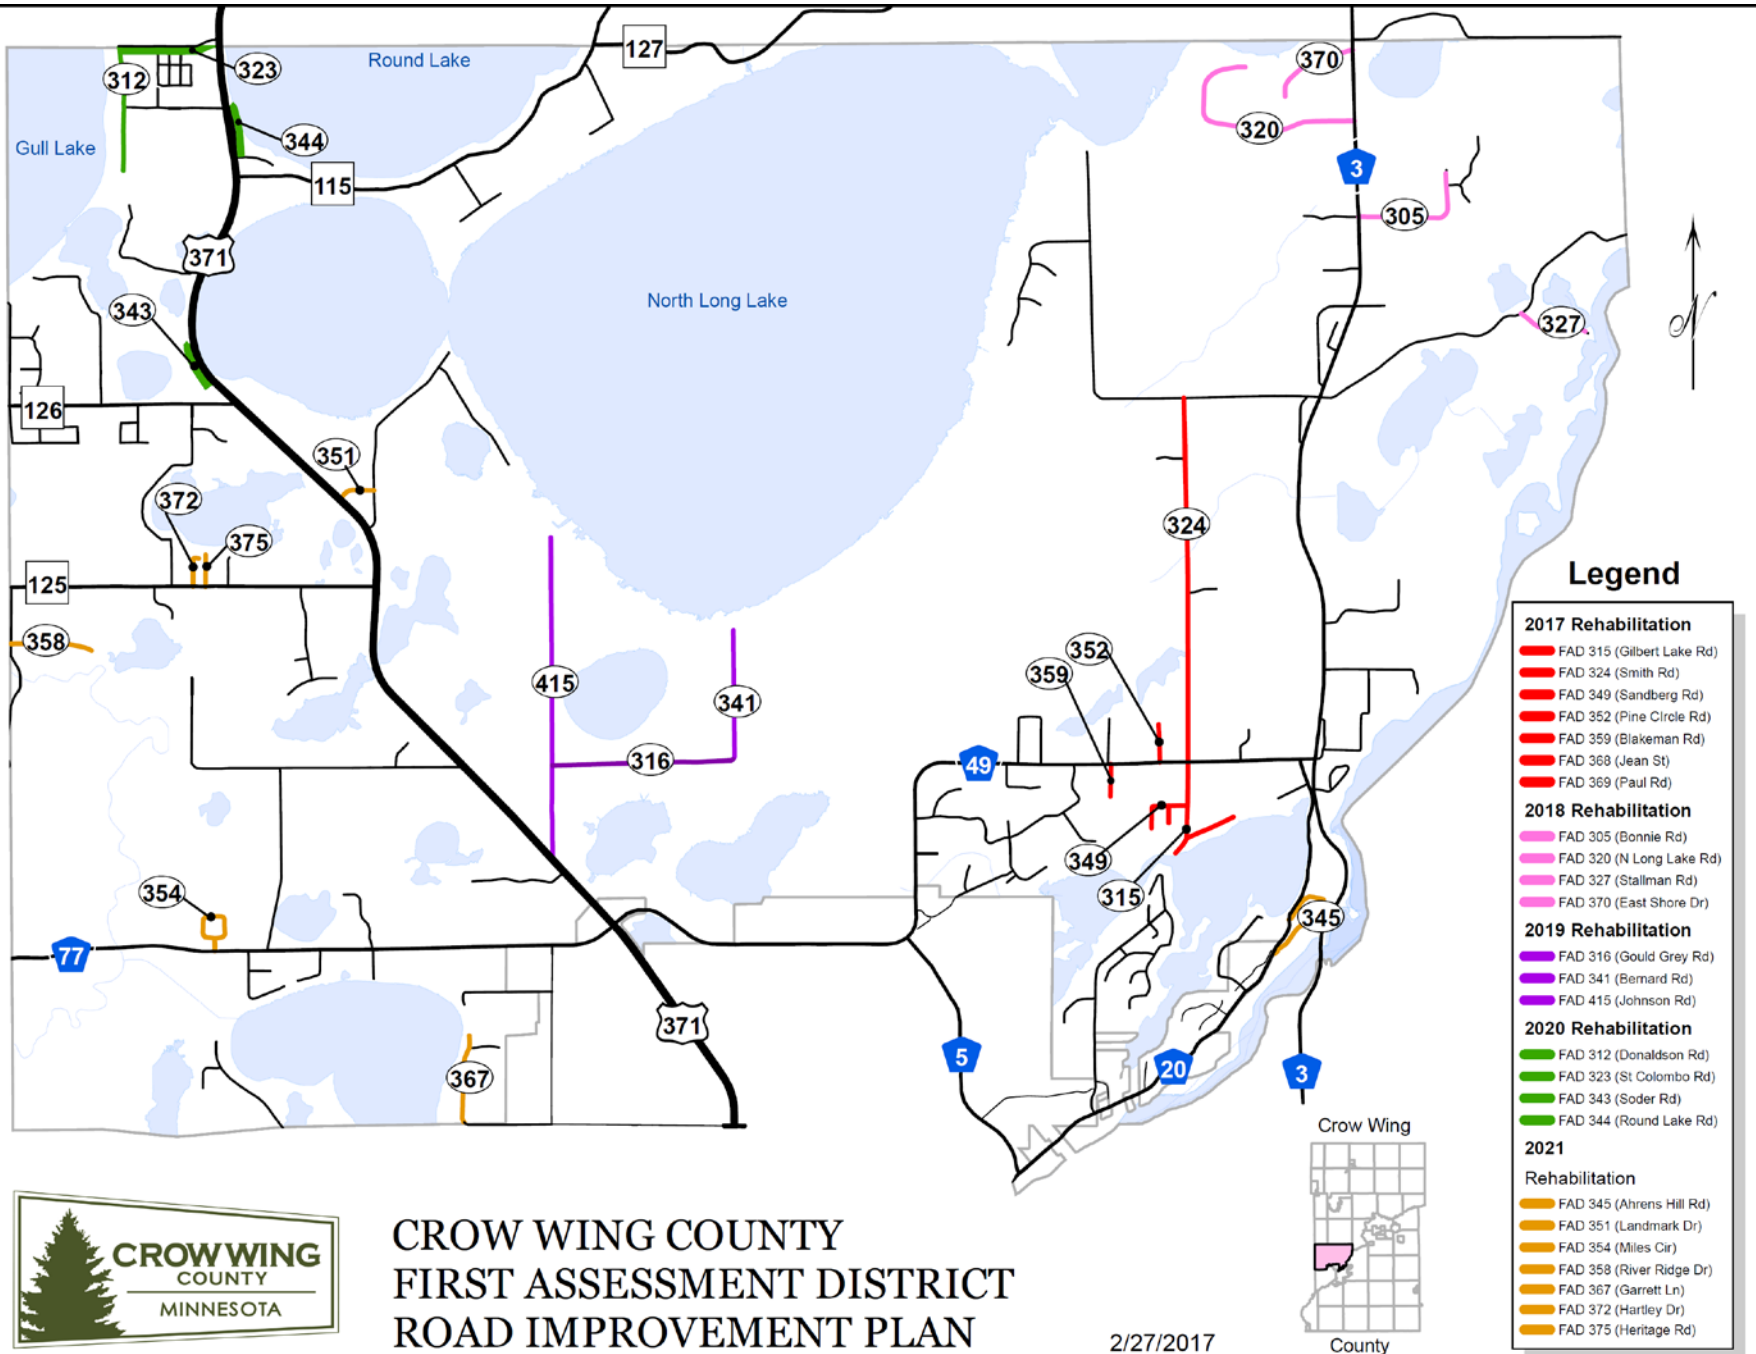 127
Round Lake
370
323
312
320
344
Gull Lake
3
115
305
371
North Long Lake
343
327
126
351
372
324
375
Legend
125
2017 Rehabilitation
358
FAD 315 (Gilbert Lake Rd)
352
FAD 324 (Smith Rd)
359
415
341
FAD 349 (Sandberg Rd)
FAD 352 (Pine CIrcle Rd)
FAD 359 (Blakeman Rd)
316
49
FAD 368 (Jean St)
FAD 369 (Paul Rd)
2018 Rehabilitation
FAD 305 (Bonnie Rd)
349
FAD 320 (N Long Lake Rd)
FAD 327 (Stallman Rd)
354
315
FAD 370 (East Shore Dr)
345
2019 Rehabilitation
77
FAD 316 (Gould Grey Rd)
FAD 341 (Bernard Rd)
FAD 415 (Johnson Rd)
371
2020 Rehabilitation
5
FAD 312 (Donaldson Rd)
367
20
3
FAD 323 (St Colombo Rd)
FAD 343 (Soder Rd)
FAD 344 (Round Lake Rd)
Crow Wing
2021
Rehabilitation
FAD 345 (Ahrens Hill Rd)
FAD 351 (Landmark Dr)
FAD 354 (Miles Cir)
FAD 358 (River Ridge Dr)
FAD 367 (Garrett Ln)
FAD 372 (Hartley Dr)
FAD 375 (Heritage Rd)
County
N
CROW WING
COUNTY
MINNESOTA
CROW WING COUNTY
FIRST ASSESSMENT DISTRICT
ROAD IMPROVEMENT PLAN
2/27/2017